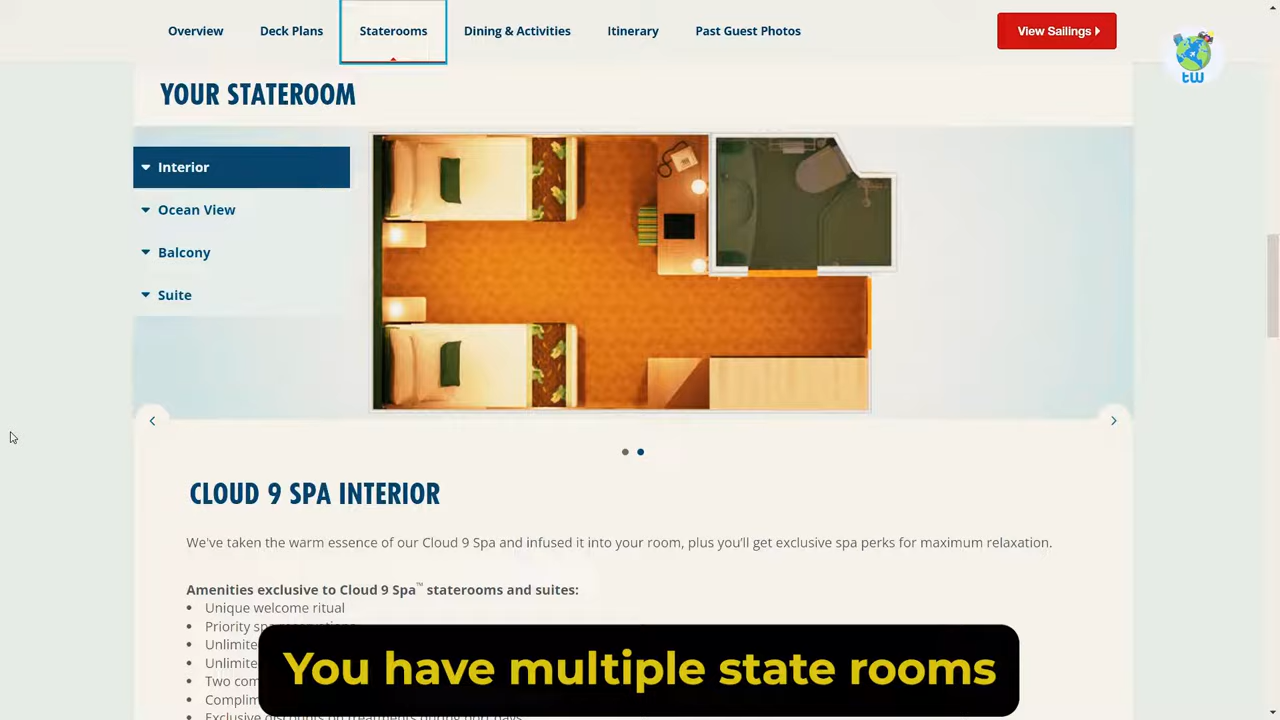 Overview
Deck Plans
Staterooms
Dining & Activities
Itinerary
Past Guest Photos
View Sailings
tw
YOUR STATEROOM
Interior
Ocean View
Balcony
Suite
CLOUD 9 SPA INTERIOR
We've taken the warm essence of our Cloud 9 Spa and infused it into your room, plus you'll get exclusive spa perks for maximum relaxation.
Amenities exclusive to Cloud 9 Spa™ staterooms and suites:
• Unique welcome ritual
• Priority
•
•
• Two
•
•
You have multiple state rooms